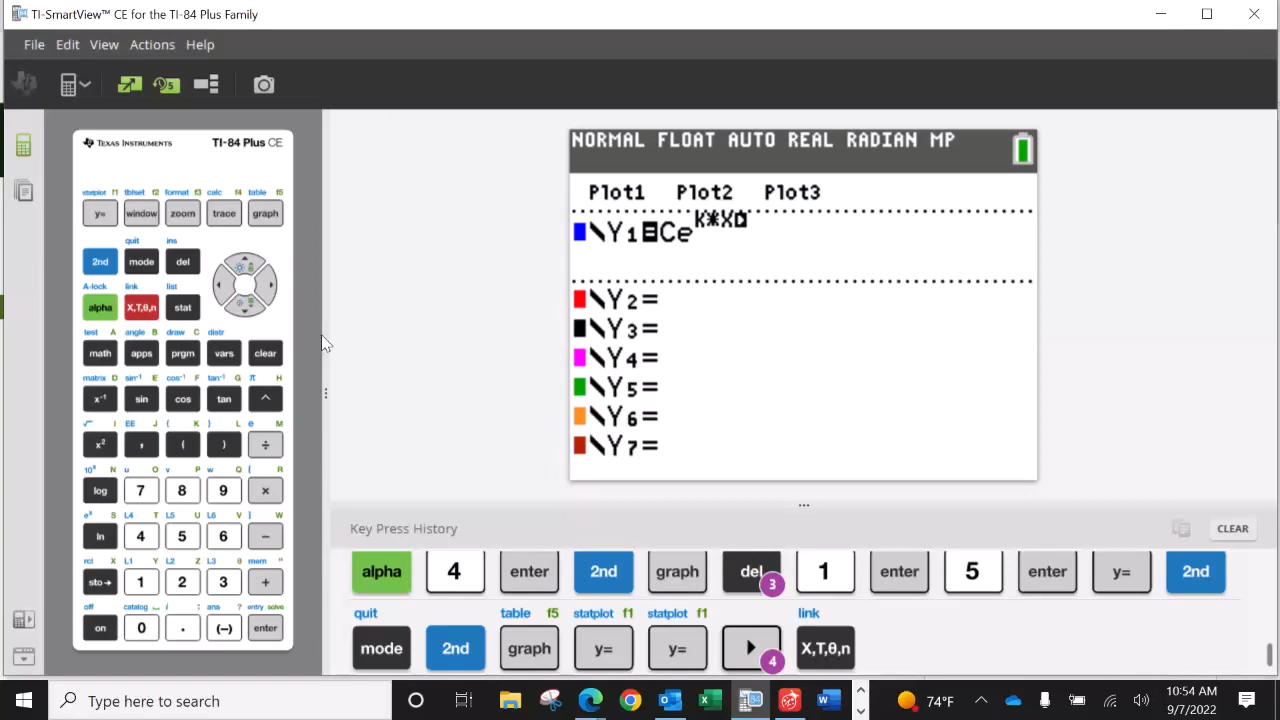 TI-SmartView™ CE for the TI-84 Plus Family
File Edit View Actions Help
TEXAS INSTRUMENTS TI-84 Plus CE
statplot f1 tblset f2 format f3 calc f4 table f5
y= window zoom trace graph
quit ins
2nd mode del
A-lock link list
alpha X,T,θ,n stat
test A angle B draw C distr
math apps prgm vars clear
matrix D sin⁻¹ E cos⁻¹ F tan⁻¹ G π H
x⁻¹ sin cos tan ^
√ I EE J { K } L e M
x² , ( ) ÷
10ˣ N u O v P w Q [ R
log 7 8 9 ×
eˣ S L4 T L5 U L6 V ] W
ln 4 5 6 −
rcl X L1 Y L2 Z L3 θ mem "
sto→ 1 2 3 +
off catalog ⎵ i : ans ? entry solve
on 0 . (−) enter
NORMAL FLOAT AUTO REAL RADIAN MP
Plot1 Plot2 Plot3
\Y1=Ce^K*X
\Y2=
\Y3=
\Y4=
\Y5=
\Y6=
\Y7=
Key Press History CLEAR
alpha 4 enter 2nd graph del 3 1 enter 5 enter y= 2nd
quit table f5 statplot f1 statplot f1 link
mode 2nd graph y= y= 4 X,T,θ,n
Type here to search
74°F
10:54 AM
9/7/2022